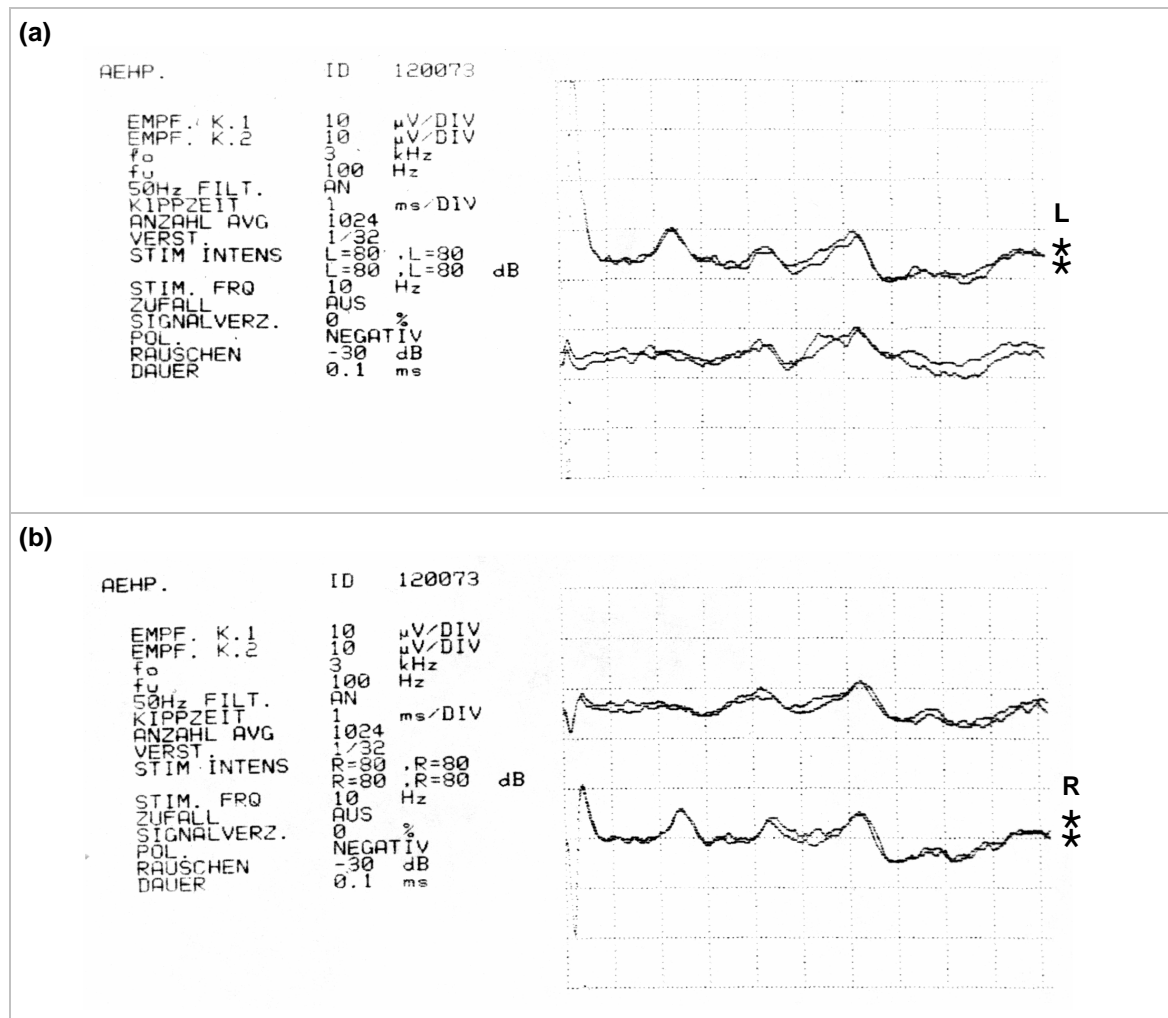 (a)
AEHP. ID 120073
EMPF. K.1 10 µV/DIV
EMPF. K.2 10 µV/DIV
fo 3 kHz
fu 100 Hz
50Hz FILT. AN
KIPPZEIT 1 ms/DIV
ANZAHL AVG 1024
VERST. 1/32
STIM INTENS L=80 ,L=80
L=80 ,L=80 dB
STIM. FRQ 10 Hz
ZUFALL AUS
SIGNALVERZ. 0 %
POL. NEGATIV
RAUSCHEN -30 dB
DAUER 0.1 ms
L
**
(b)
AEHP. ID 120073
EMPF. K.1 10 µV/DIV
EMPF. K.2 10 µV/DIV
fo 3 kHz
fu 100 Hz
50Hz FILT. AN
KIPPZEIT 1 ms/DIV
ANZAHL AVG 1024
VERST. 1/32
STIM INTENS R=80 ,R=80
R=80 ,R=80 dB
STIM. FRQ 10 Hz
ZUFALL AUS
SIGNALVERZ. 0 %
POL. NEGATIV
RAUSCHEN -30 dB
DAUER 0.1 ms
R
**